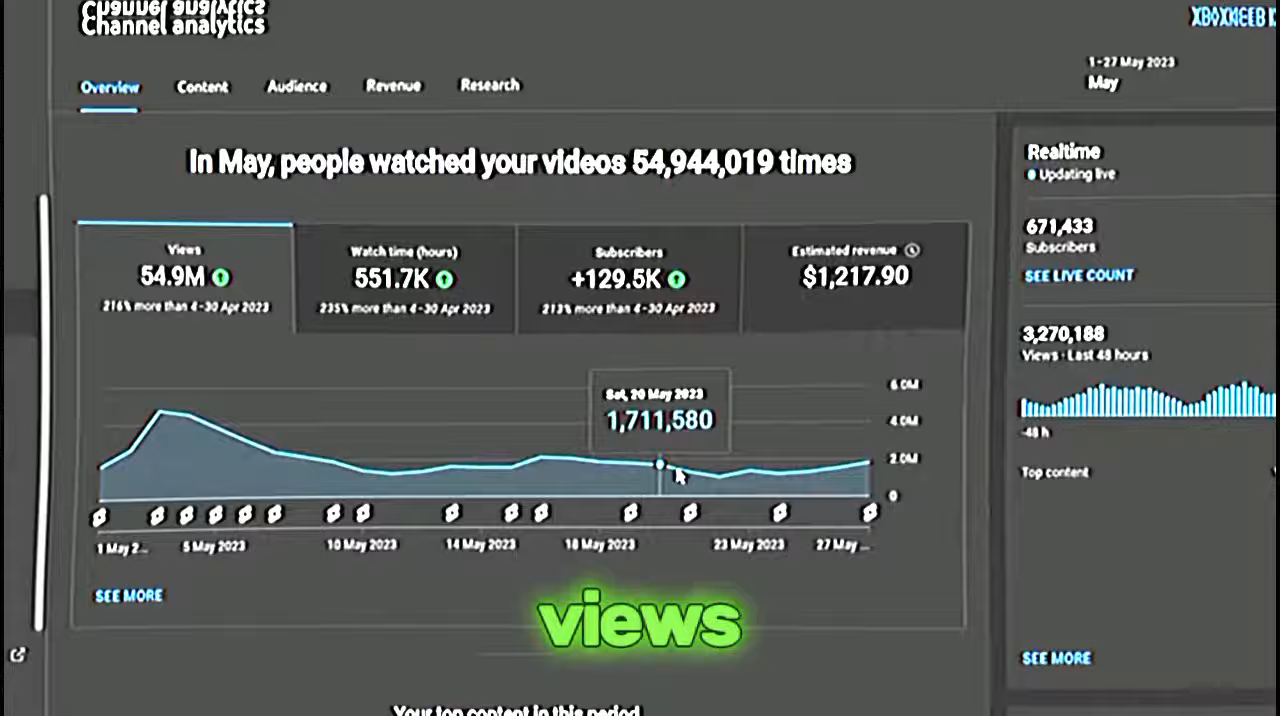 Channel analytics
Overview Content Audience Revenue Research
1–27 May 2023
May
In May, people watched your videos 54,944,019 times
Views
54.9M
216% more than 4–30 Apr 2023
Watch time (hours)
551.7K
235% more than 4–30 Apr 2023
Subscribers
+129.5K
213% more than 4–30 Apr 2023
Estimated revenue
$1,217.90
Sat, 20 May 2023
1,711,580
6.0M
4.0M
2.0M
0
1 May 2... 5 May 2023 10 May 2023 14 May 2023 18 May 2023 23 May 2023 27 May ...
SEE MORE
views
Your top content in this period
Realtime
Updating live
671,433
Subscribers
SEE LIVE COUNT
3,270,188
Views · Last 48 hours
-48 h
Top content
SEE MORE